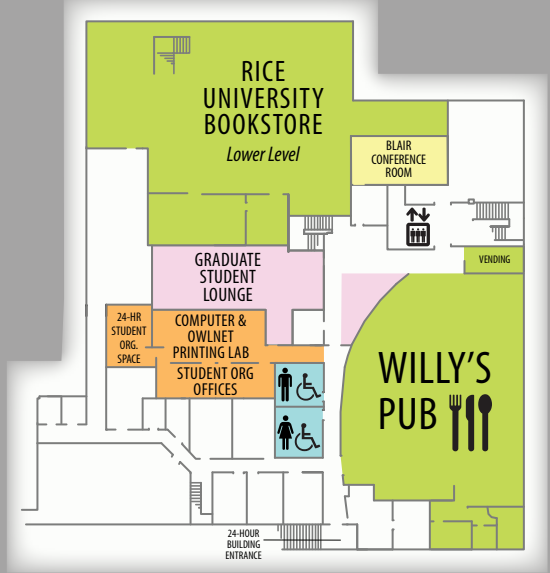 RICE
UNIVERSITY
BOOKSTORE
Lower Level
BLAIR
CONFERENCE
ROOM
VENDING
GRADUATE
STUDENT
LOUNGE
24-HR
STUDENT
ORG.
SPACE
COMPUTER &
OWLNET
PRINTING LAB
STUDENT ORG
OFFICES
WILLY'S
PUB
24-HOUR
BUILDING
ENTRANCE